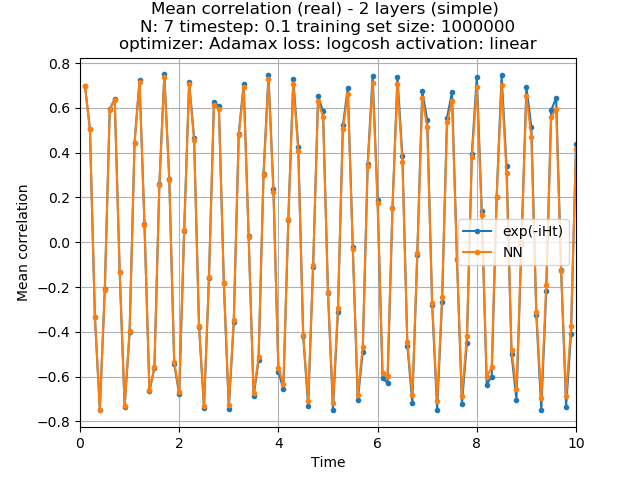 Mean correlation (real) - 2 layers (simple)
N: 7 timestep: 0.1 training set size: 1000000
optimizer: Adamax loss: logcosh activation: linear
0.8
0.6
0.4
0.2
0.0
−0.2
−0.4
−0.6
−0.8
Mean correlation
exp(-iHt)
NN
0
2
4
6
8
10
Time